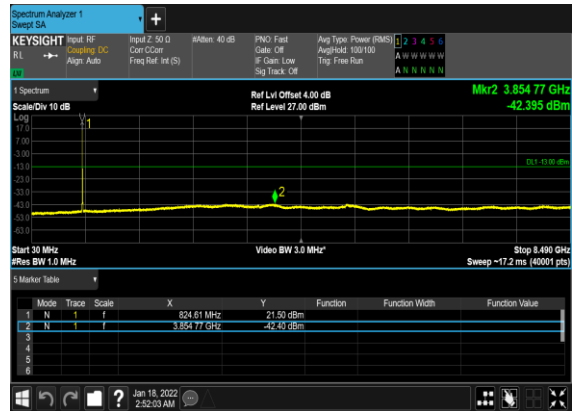 Spectrum Analyzer 1
Swept SA
+
KEYSIGHT Input: RF Input Z: 50 Ω #Atten: 40 dB PNO: Fast Avg Type: Power (RMS) 1 2 3 4 5 6
RL Coupling: DC Corr CCorr Gate: Off Avg|Hold: 100/100 A W W W W W
Align: Auto Freq Ref: Int (S) IF Gain: Low Trig: Free Run
Sig Track: Off A N N N N N
1 Spectrum
Ref Lvl Offset 4.00 dB Mkr2 3.854 77 GHz
Scale/Div 10 dB Ref Level 27.00 dBm -42.395 dBm
Log
17.0
7.00
-3.00
-13.0
-23.0
-33.0
-43.0
-53.0
-63.0
1
DL1 -13.00 dBm
2
Start 30 MHz Video BW 3.0 MHz* Stop 8.490 GHz
#Res BW 1.0 MHz Sweep ~17.2 ms (40001 pts)
5 Marker Table
Mode Trace Scale X Y Function Function Width Function Value
1 N 1 f 824.61 MHz 21.50 dBm
2 N 1 f 3.854 77 GHz -42.40 dBm
3
4
5
6
? Jan 18, 2022
2:52:03 AM